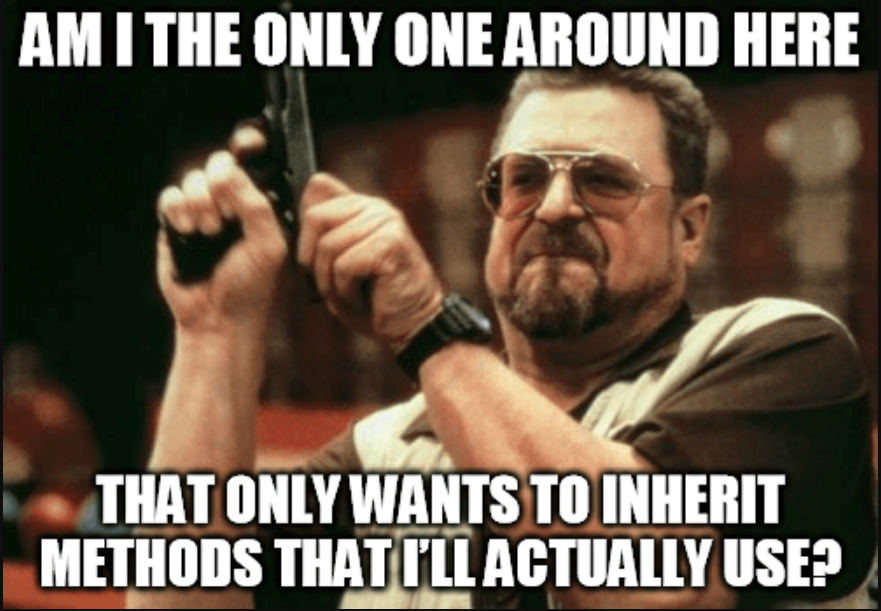 AM I THE ONLY ONE AROUND HERE
THAT ONLY WANTS TO INHERIT
METHODS THAT I'LL ACTUALLY USE?